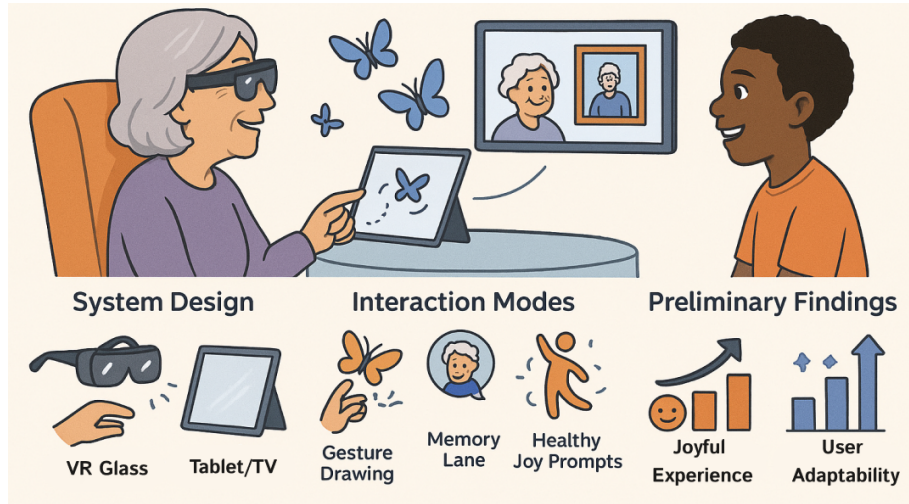 System Design
Interaction Modes
Preliminary Findings
VR Glass
Tablet/TV
Gesture
Drawing
Memory
Lane
Healthy
Joy Prompts
Joyful
Experience
User
Adaptability